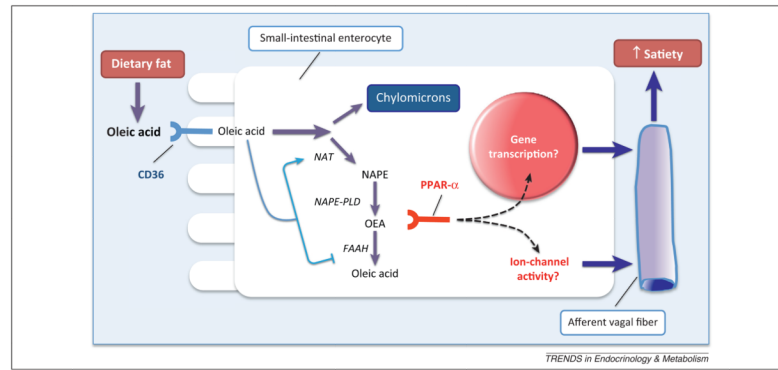 Small-intestinal enterocyte
Dietary fat
↑ Satiety
Chylomicrons
Oleic acid
Oleic acid
CD36
NAT
NAPE
NAPE-PLD
OEA
FAAH
Oleic acid
PPAR-α
Gene
transcription?
Ion-channel
activity?
Afferent vagal fiber
TRENDS in Endocrinology & Metabolism